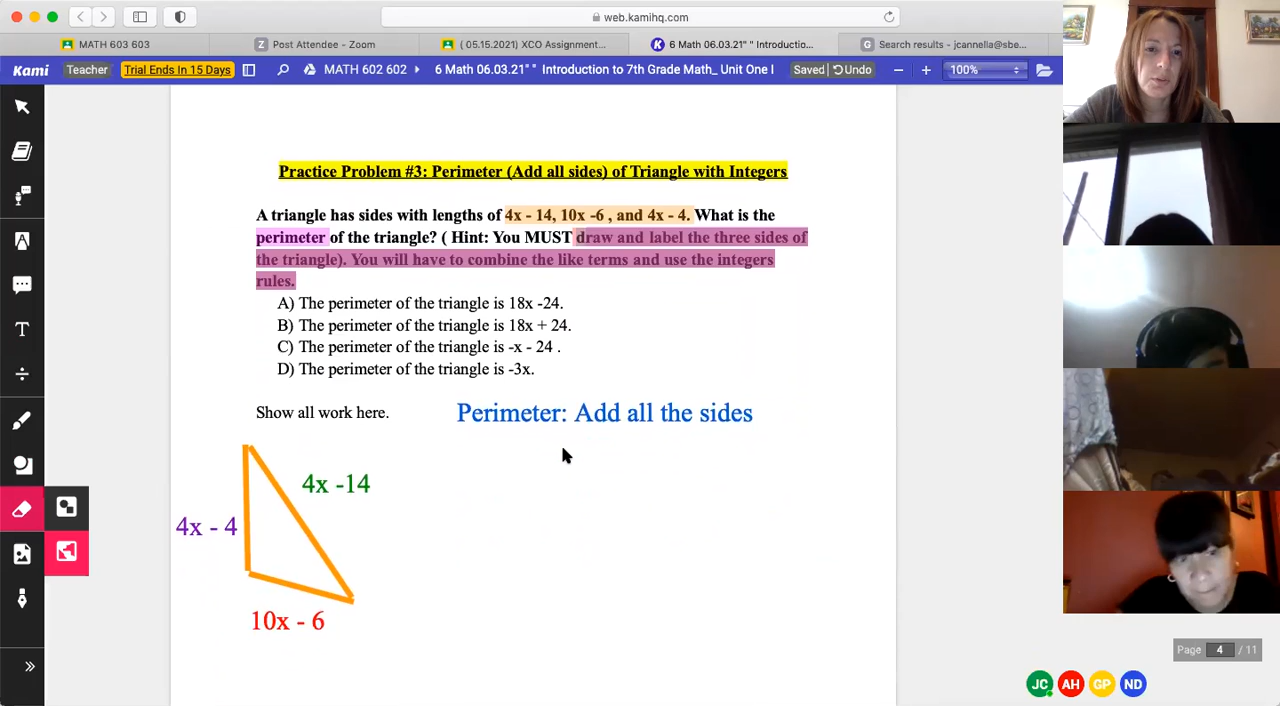 web.kamihq.com
MATH 603 603
Post Attendee - Zoom
( 05.15.2021) XCO Assignment...
6 Math 06.03.21" " Introductio...
Search results - jcannella@sbe...
Kami
Teacher
Trial Ends In 15 Days
MATH 602 602
6 Math 06.03.21" " Introduction to 7th Grade Math_ Unit One I
Saved
Undo
100%
Practice Problem #3: Perimeter (Add all sides) of Triangle with Integers
A triangle has sides with lengths of 4x - 14, 10x -6 , and 4x - 4. What is the
perimeter of the triangle? ( Hint: You MUST draw and label the three sides of
the triangle). You will have to combine the like terms and use the integers
rules.
A) The perimeter of the triangle is 18x -24.
B) The perimeter of the triangle is 18x + 24.
C) The perimeter of the triangle is -x - 24 .
D) The perimeter of the triangle is -3x.
Show all work here.
Perimeter: Add all the sides
4x -14
4x - 4
10x - 6
Page 4 / 11
JC AH GP ND